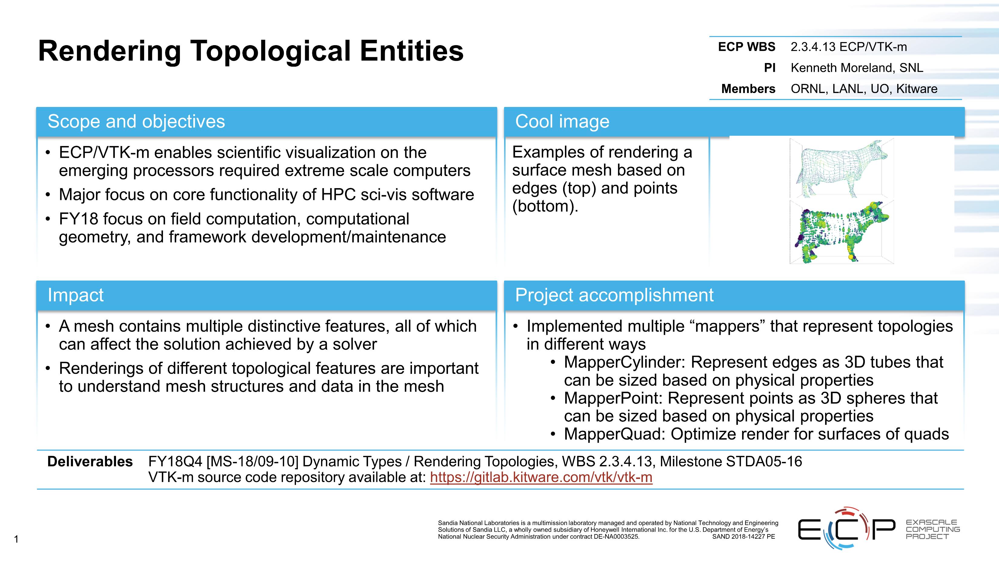 Rendering Topological Entities
ECP WBS 2.3.4.13 ECP/VTK-m
PI Kenneth Moreland, SNL
Members ORNL, LANL, UO, Kitware
Scope and objectives
• ECP/VTK-m enables scientific visualization on the
emerging processors required extreme scale computers
• Major focus on core functionality of HPC sci-vis software
• FY18 focus on field computation, computational
geometry, and framework development/maintenance
Cool image
Examples of rendering a
surface mesh based on
edges (top) and points
(bottom).
Impact
• A mesh contains multiple distinctive features, all of which
can affect the solution achieved by a solver
• Renderings of different topological features are important
to understand mesh structures and data in the mesh
Project accomplishment
• Implemented multiple “mappers” that represent topologies
in different ways
• MapperCylinder: Represent edges as 3D tubes that
can be sized based on physical properties
• MapperPoint: Represent points as 3D spheres that
can be sized based on physical properties
• MapperQuad: Optimize render for surfaces of quads
Deliverables FY18Q4 [MS-18/09-10] Dynamic Types / Rendering Topologies, WBS 2.3.4.13, Milestone STDA05-16
VTK-m source code repository available at: https://gitlab.kitware.com/vtk/vtk-m
Sandia National Laboratories is a multimission laboratory managed and operated by National Technology and Engineering
Solutions of Sandia LLC, a wholly owned subsidiary of Honeywell International Inc. for the U.S. Department of Energy’s
National Nuclear Security Administration under contract DE-NA0003525. SAND 2018-14227 PE
1
ECP
EXASCALE
COMPUTING
PROJECT